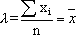 λ = ∑ xᵢ / n = x̅